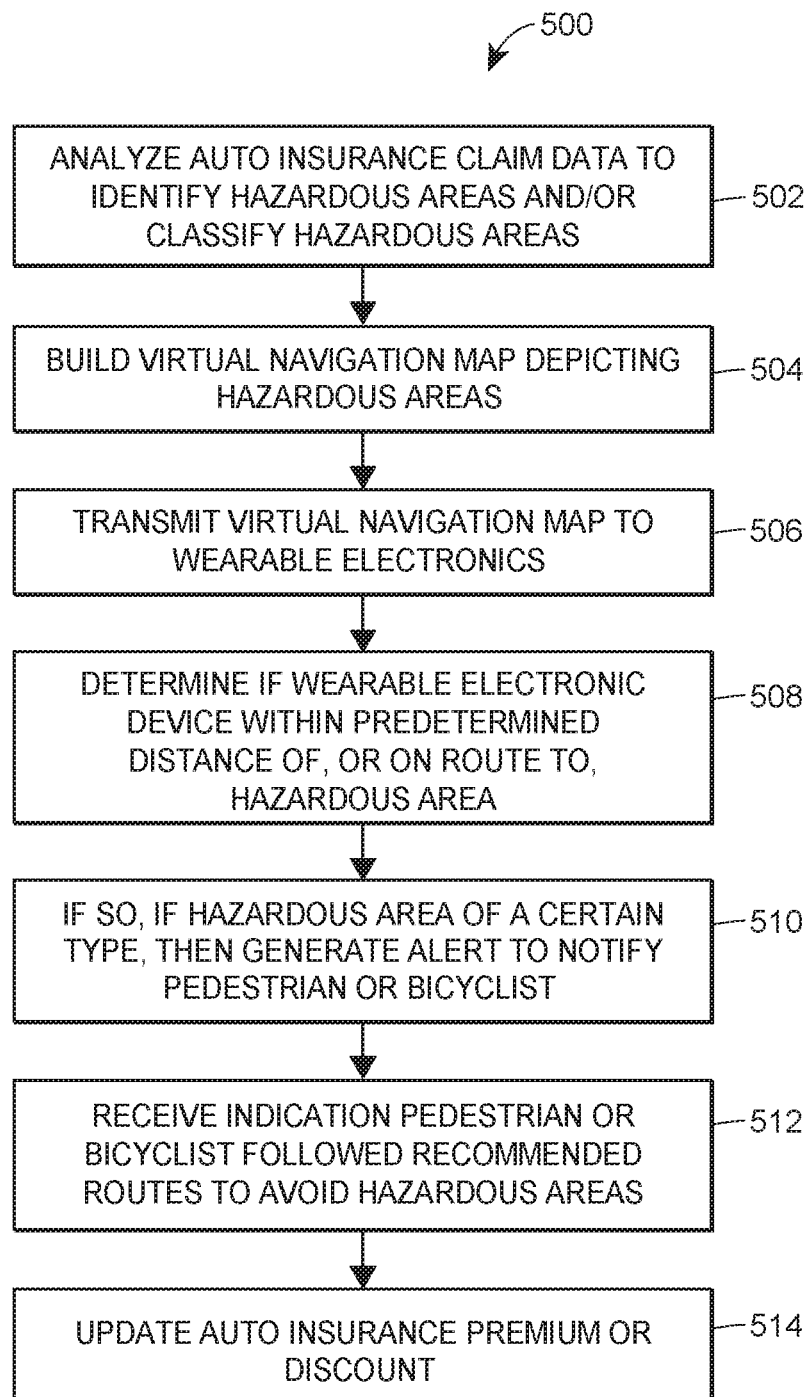 500
ANALYZE AUTO INSURANCE CLAIM DATA TO
IDENTIFY HAZARDOUS AREAS AND/OR
CLASSIFY HAZARDOUS AREAS
502
BUILD VIRTUAL NAVIGATION MAP DEPICTING
HAZARDOUS AREAS
504
TRANSMIT VIRTUAL NAVIGATION MAP TO
WEARABLE ELECTRONICS
506
DETERMINE IF WEARABLE ELECTRONIC
DEVICE WITHIN PREDETERMINED
DISTANCE OF, OR ON ROUTE TO,
HAZARDOUS AREA
508
IF SO, IF HAZARDOUS AREA OF A CERTAIN
TYPE, THEN GENERATE ALERT TO NOTIFY
PEDESTRIAN OR BICYCLIST
510
RECEIVE INDICATION PEDESTRIAN OR
BICYCLIST FOLLOWED RECOMMENDED
ROUTES TO AVOID HAZARDOUS AREAS
512
UPDATE AUTO INSURANCE PREMIUM OR
DISCOUNT
514